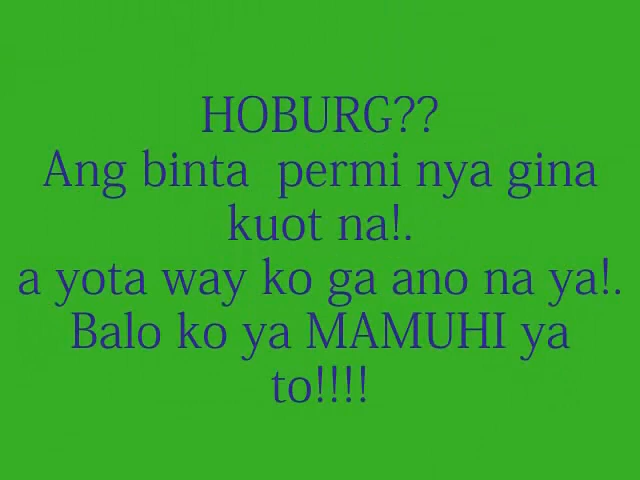 HOBURG??
Ang binta  permi nya gina
kuot na!.
a yota way ko ga ano na ya!.
Balo ko ya MAMUHI ya
to!!!!